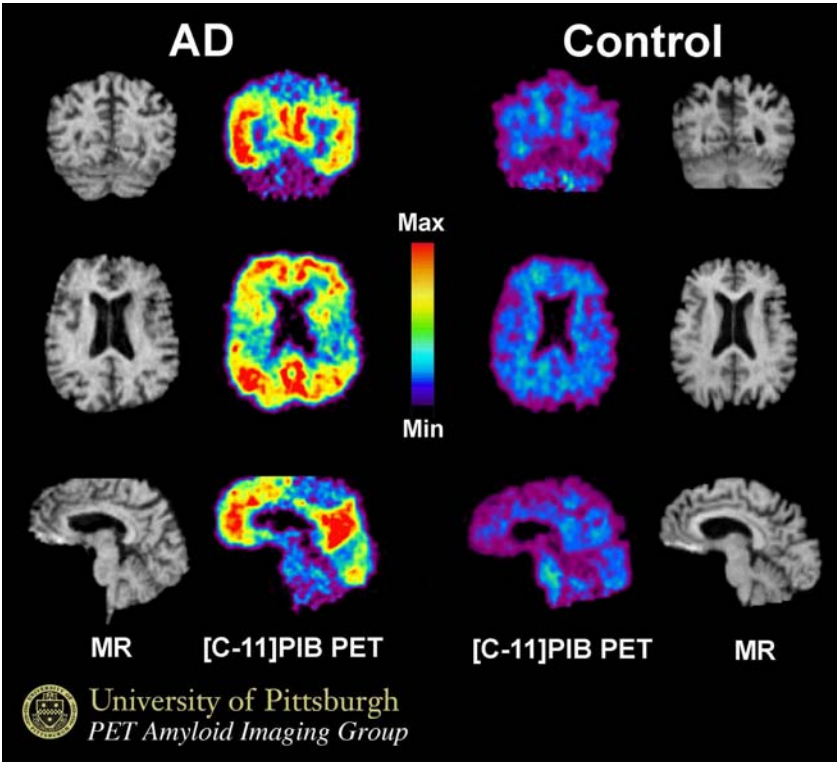 AD
Control
Max
Min
MR
[C-11]PIB PET
[C-11]PIB PET
MR
University of Pittsburgh
PET Amyloid Imaging Group